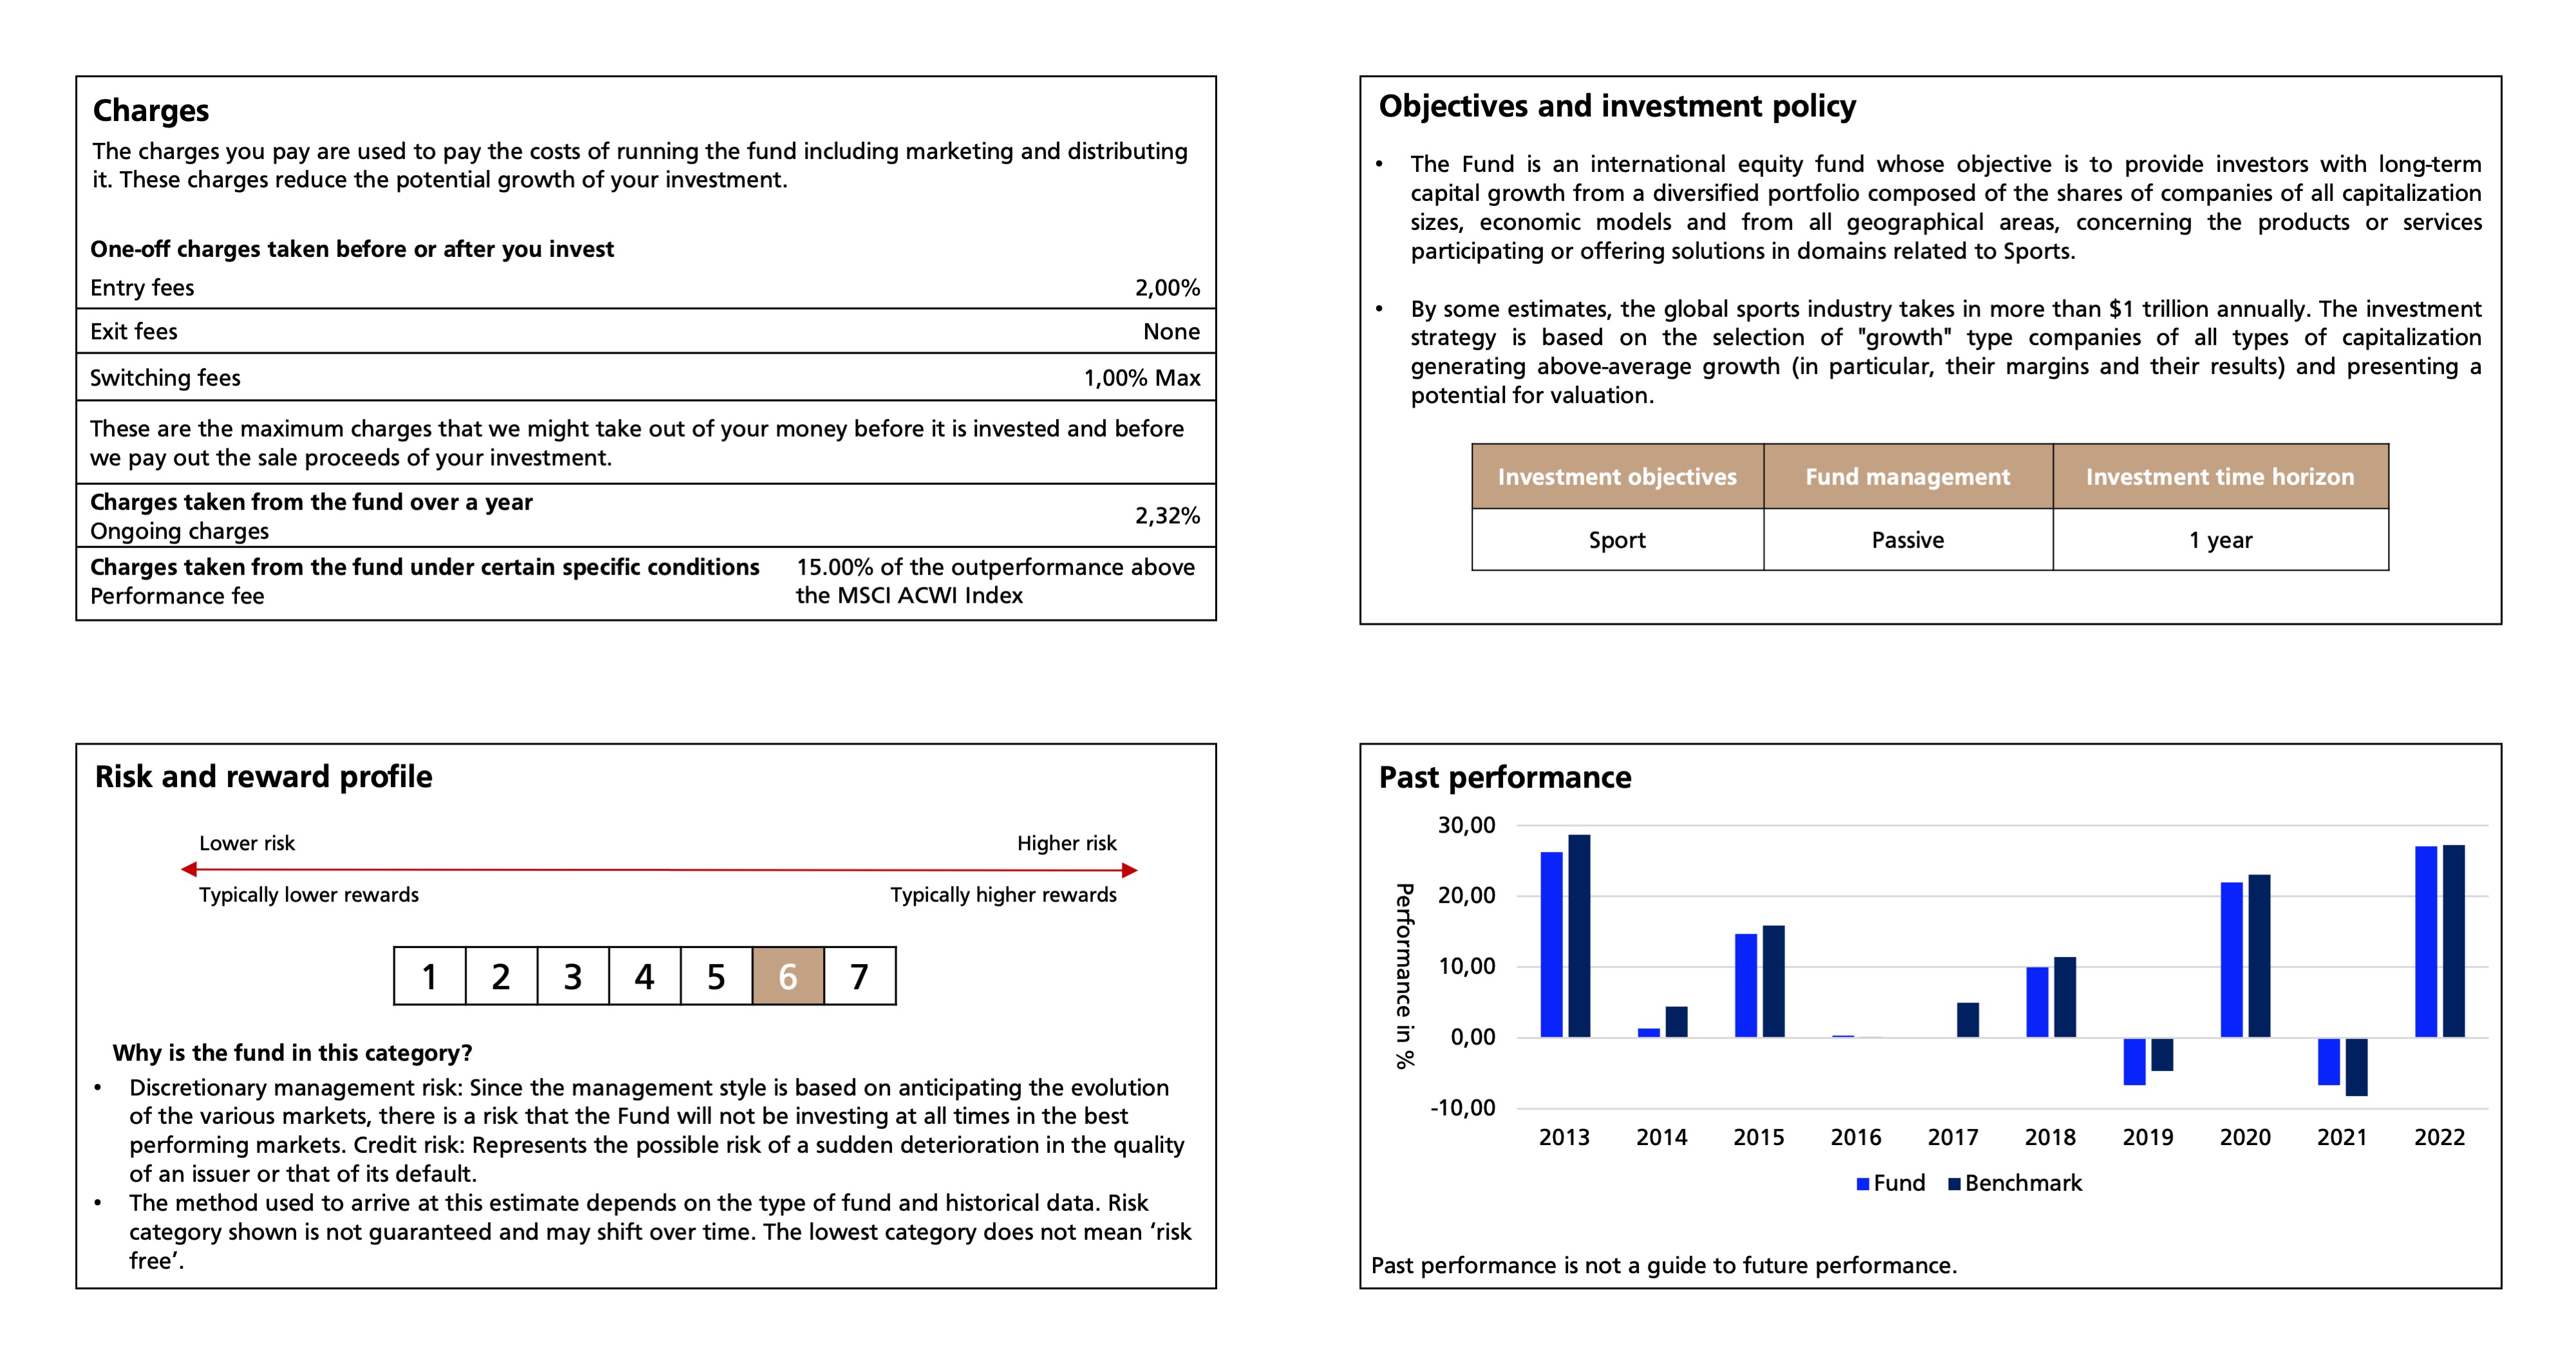 Charges
The charges you pay are used to pay the costs of running the fund including marketing and distributing
it. These charges reduce the potential growth of your investment.
One-off charges taken before or after you invest
Entry fees 2,00%
Exit fees None
Switching fees 1,00% Max
These are the maximum charges that we might take out of your money before it is invested and before
we pay out the sale proceeds of your investment.
Charges taken from the fund over a year
Ongoing charges 2,32%
Charges taken from the fund under certain specific conditions 15.00% of the outperformance above
Performance fee the MSCI ACWI Index
Objectives and investment policy
• The Fund is an international equity fund whose objective is to provide investors with long-term
capital growth from a diversified portfolio composed of the shares of companies of all capitalization
sizes, economic models and from all geographical areas, concerning the products or services
participating or offering solutions in domains related to Sports.
• By some estimates, the global sports industry takes in more than $1 trillion annually. The investment
strategy is based on the selection of "growth" type companies of all types of capitalization
generating above-average growth (in particular, their margins and their results) and presenting a
potential for valuation.
Investment objectives Fund management Investment time horizon
Sport Passive 1 year
Risk and reward profile
Lower risk Higher risk
Typically lower rewards Typically higher rewards
1 2 3 4 5 6 7
Why is the fund in this category?
• Discretionary management risk: Since the management style is based on anticipating the evolution
of the various markets, there is a risk that the Fund will not be investing at all times in the best
performing markets. Credit risk: Represents the possible risk of a sudden deterioration in the quality
of an issuer or that of its default.
• The method used to arrive at this estimate depends on the type of fund and historical data. Risk
category shown is not guaranteed and may shift over time. The lowest category does not mean ‘risk
free’.
Past performance
Performance in %
30,00
20,00
10,00
0,00
-10,00
2013 2014 2015 2016 2017 2018 2019 2020 2021 2022
Fund Benchmark
Past performance is not a guide to future performance.